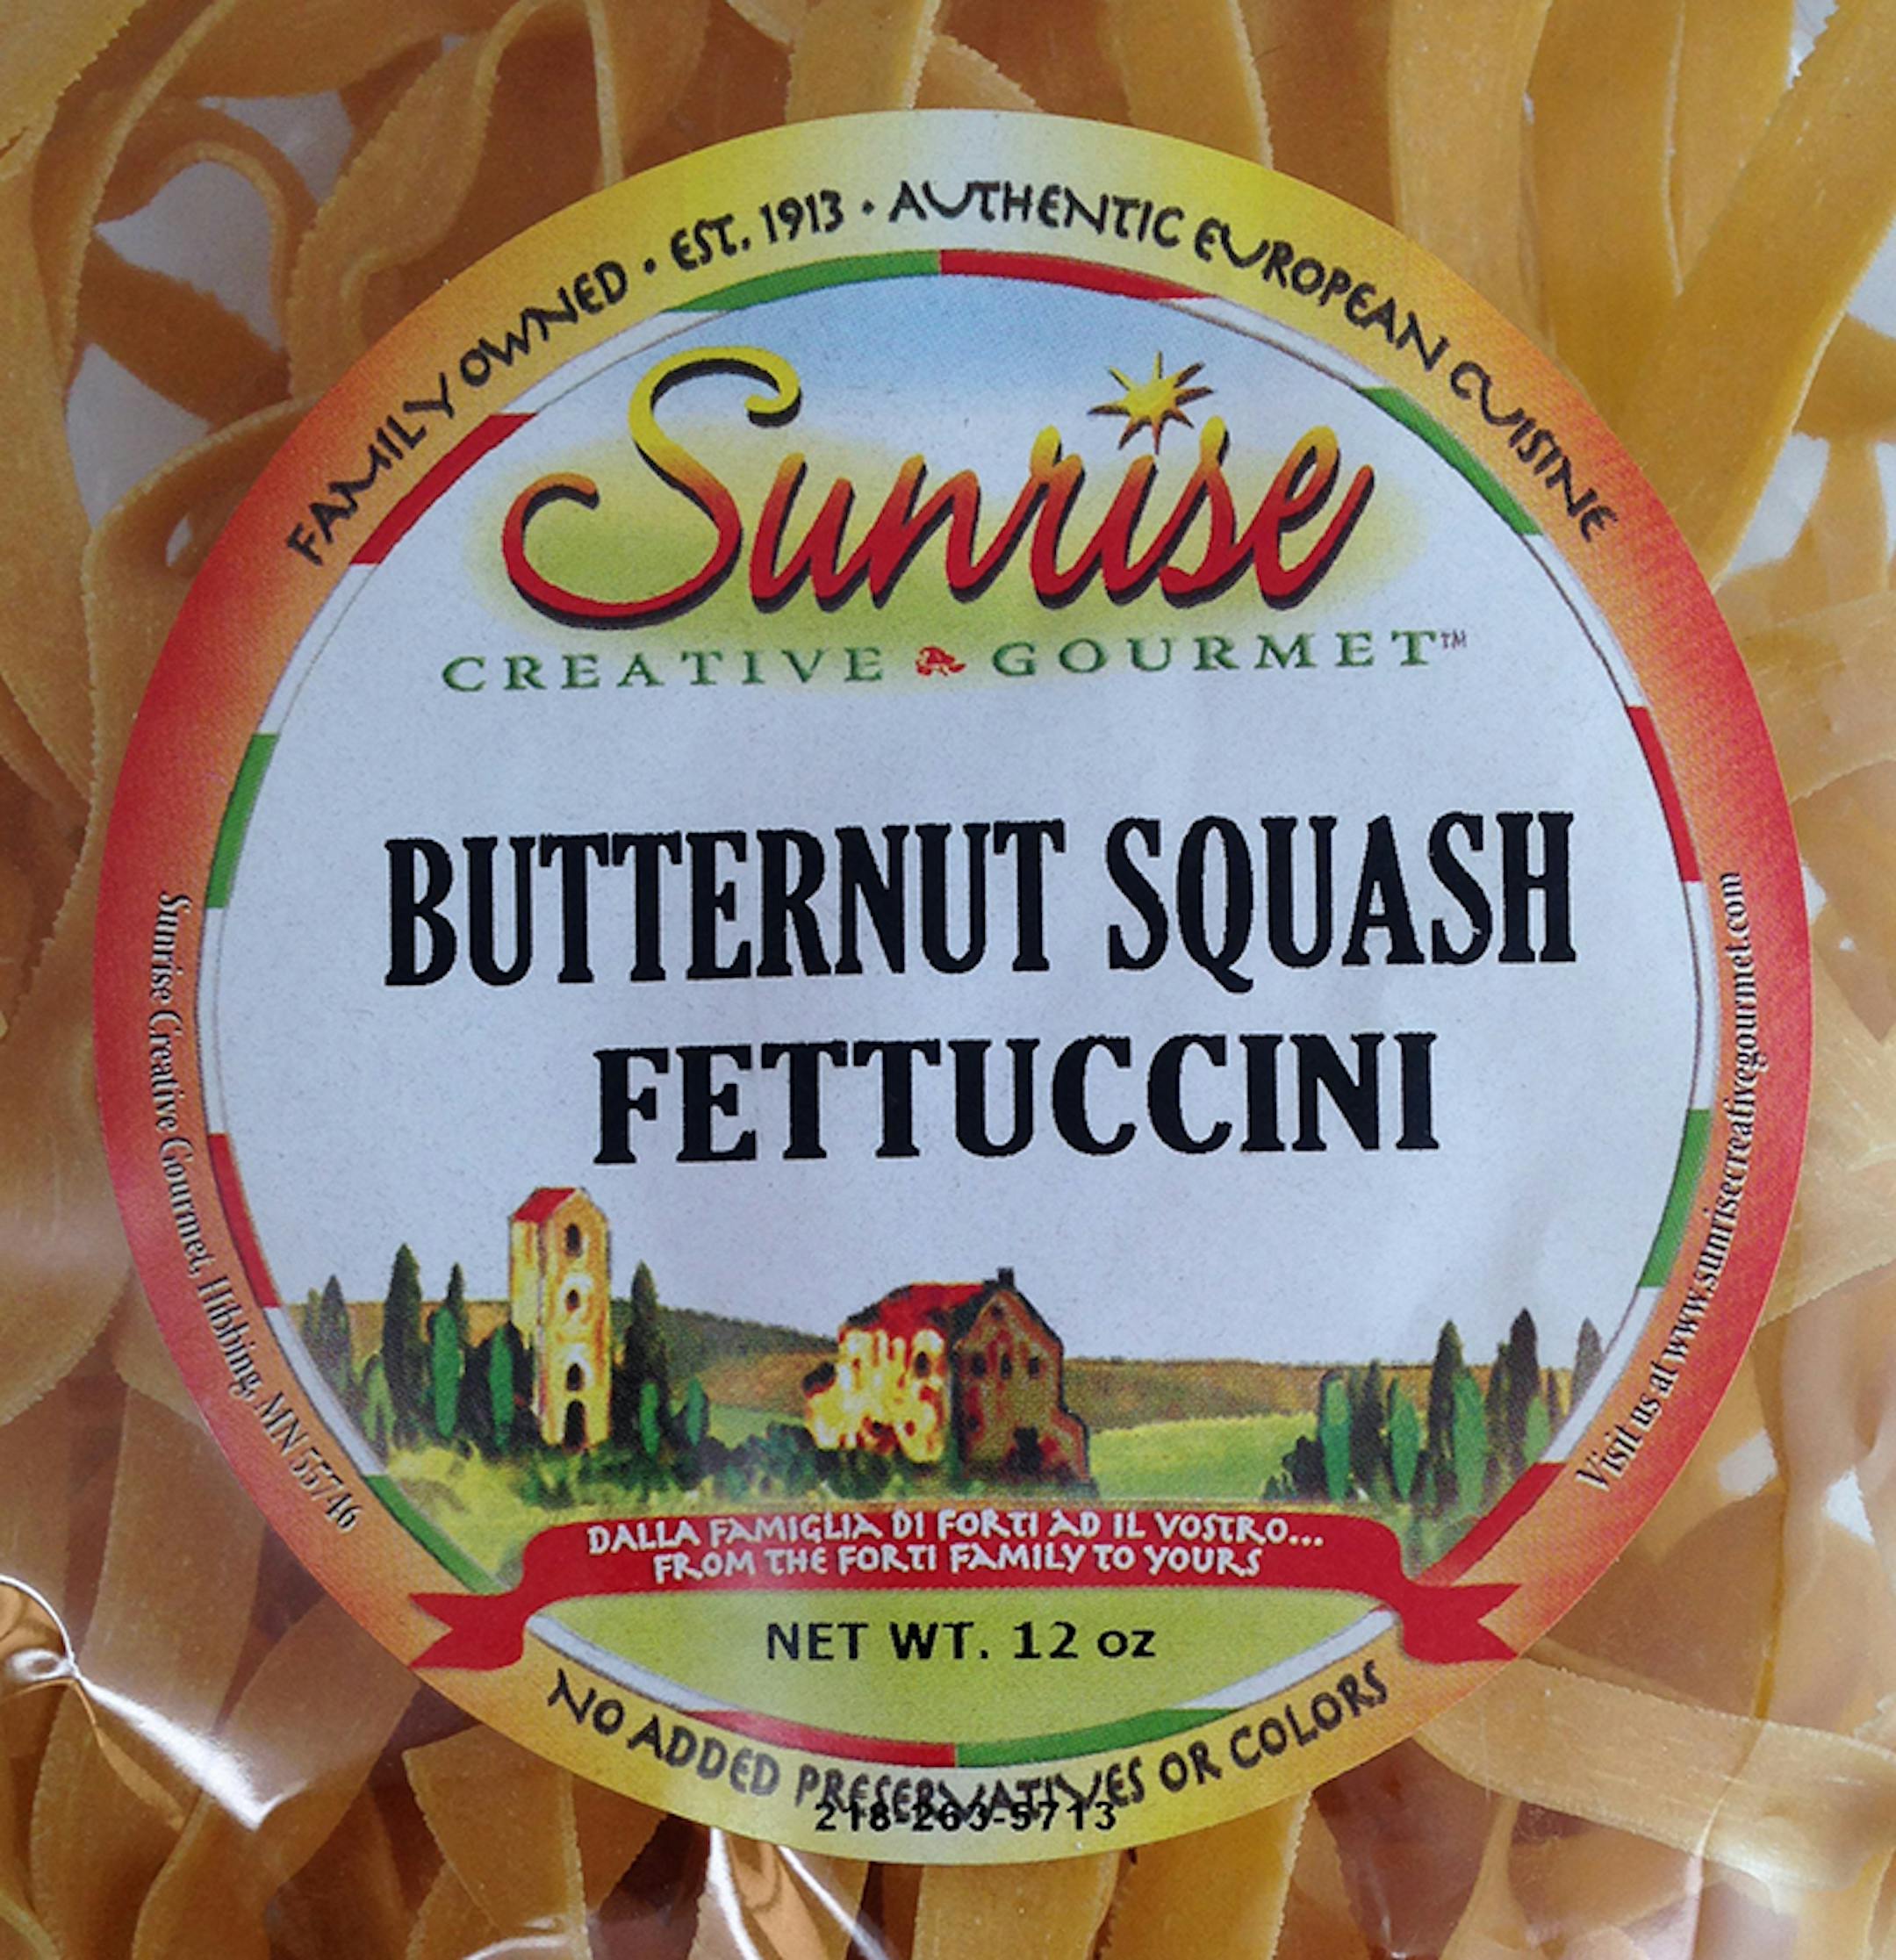 FAMILY OWNED • EST. 1913 • AUTHENTIC EUROPEAN CUISINE
Sunrise
CREATIVE GOURMET™
BUTTERNUT SQUASH
FETTUCCINI
Sunrise Creative Gourmet, Hibbing, MN 55746
Visit us at www.sunrisecreativegourmet.com
DALLA FAMIGLIA DI FORTI AD IL VOSTRO...
FROM THE FORTI FAMILY TO YOURS
NET WT. 12 oz
NO ADDED PRESERVATIVES OR COLORS
218-263-5713